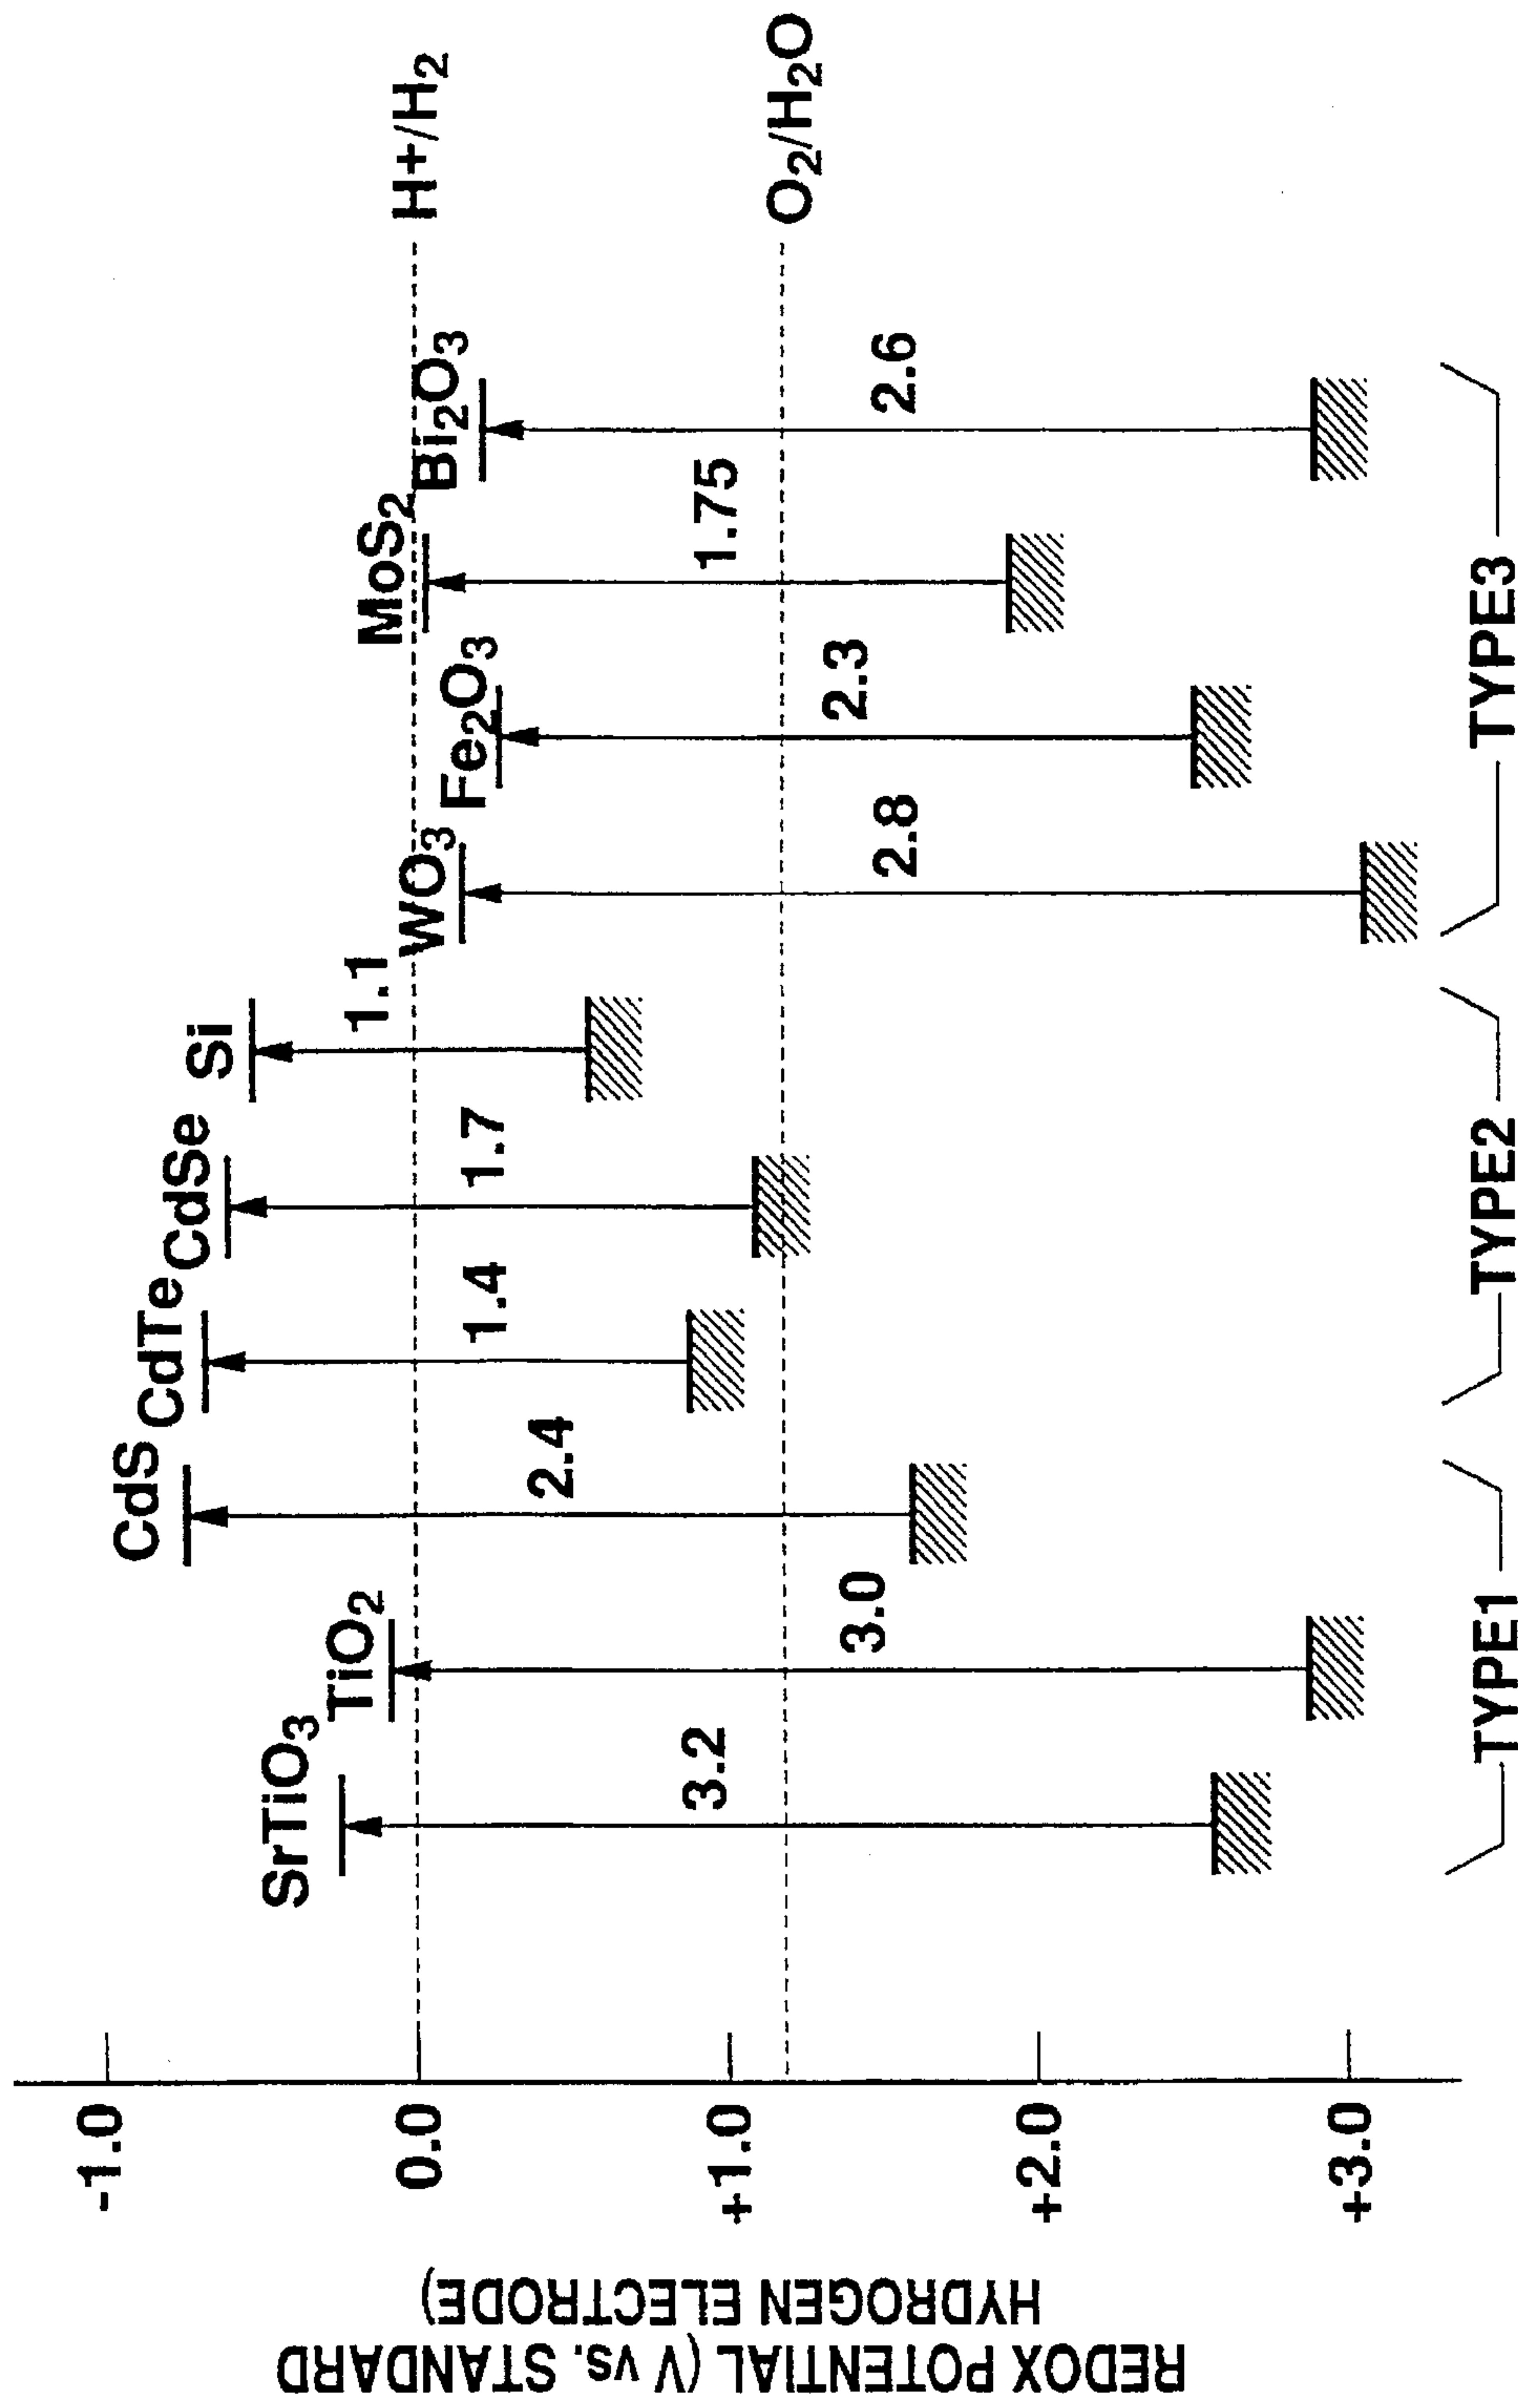 REDOX POTENTIAL (V vs. STANDARD
HYDROGEN ELECTRODE)
-1.0
0.0
+1.0
+2.0
+3.0
SrTiO3
TiO2
CdS
CdTe
CdSe
Si
WO3
Fe2O3
MoS2
Bi2O3
H+/H2
O2/H2O
3.2
3.0
2.4
1.4
1.7
1.1
2.8
2.3
1.75
2.6
TYPE1
TYPE2
TYPE3